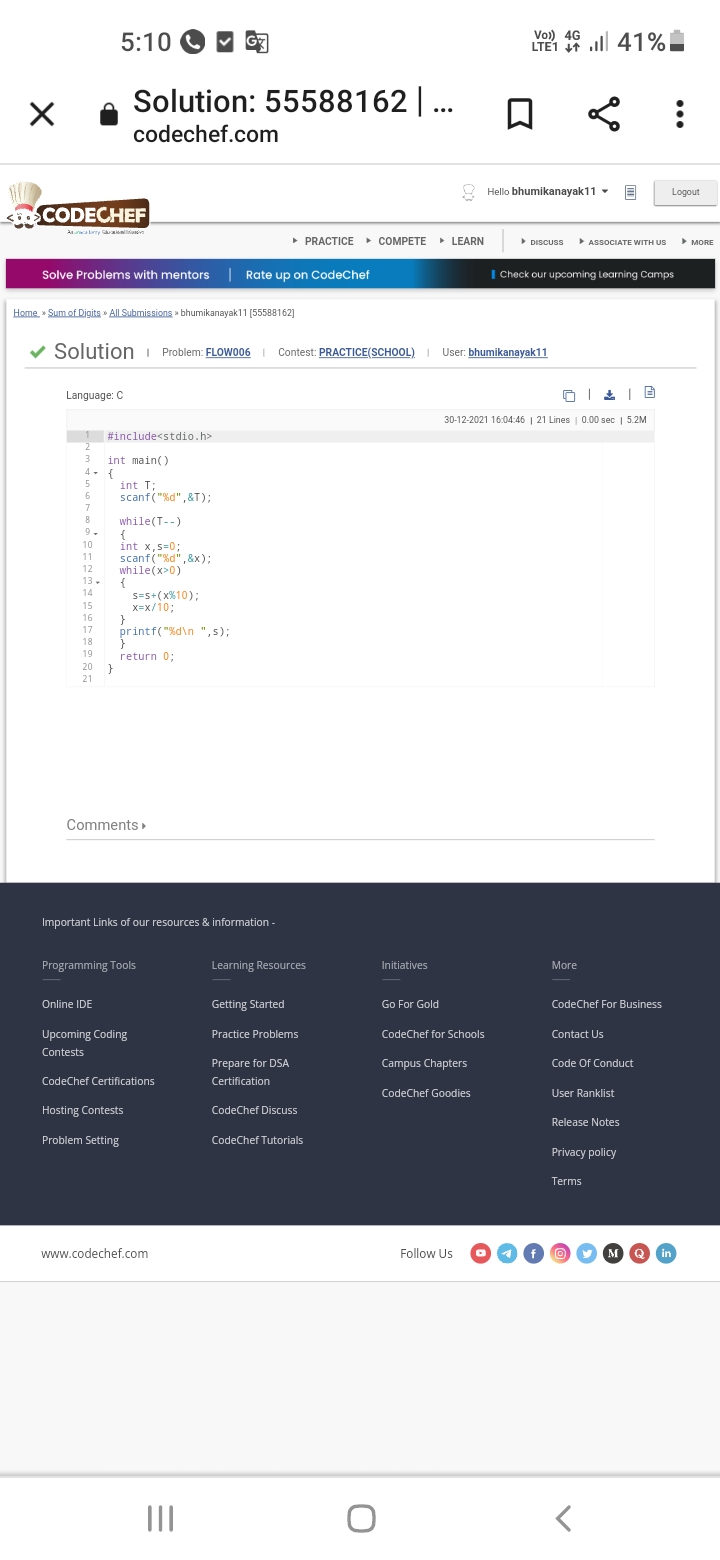 5:10
Vo)) 4G
LTE1 41%
Solution: 55588162 | ...
codechef.com
Hello bhumikanayak11
Logout
CODECHEF
PRACTICE COMPETE LEARN DISCUSS ASSOCIATE WITH US MORE
Solve Problems with mentors | Rate up on CodeChef Check our upcoming Learning Camps
Home » Sum of Digits » All Submissions » bhumikanayak11 [55588162]
Solution | Problem: FLOW006 | Contest: PRACTICE(SCHOOL) | User: bhumikanayak11
Language: C
30-12-2021 16:04:46 | 21 Lines | 0.00 sec | 5.2M
1 #include<stdio.h>
2
3 int main()
4 {
5 int T;
6 scanf("%d",&T);
7
8 while(T--)
9 {
10 int x,s=0;
11 scanf("%d",&x);
12 while(x>0)
13 {
14 s=s+(x%10);
15 x=x/10;
16 }
17 printf("%d\n ",s);
18 }
19 return 0;
20 }
21
Comments
Important Links of our resources & information -
Programming Tools
Online IDE
Upcoming Coding
Contests
CodeChef Certifications
Hosting Contests
Problem Setting
Learning Resources
Getting Started
Practice Problems
Prepare for DSA
Certification
CodeChef Discuss
CodeChef Tutorials
Initiatives
Go For Gold
CodeChef for Schools
Campus Chapters
CodeChef Goodies
More
CodeChef For Business
Contact Us
Code Of Conduct
User Ranklist
Release Notes
Privacy policy
Terms
www.codechef.com
Follow Us